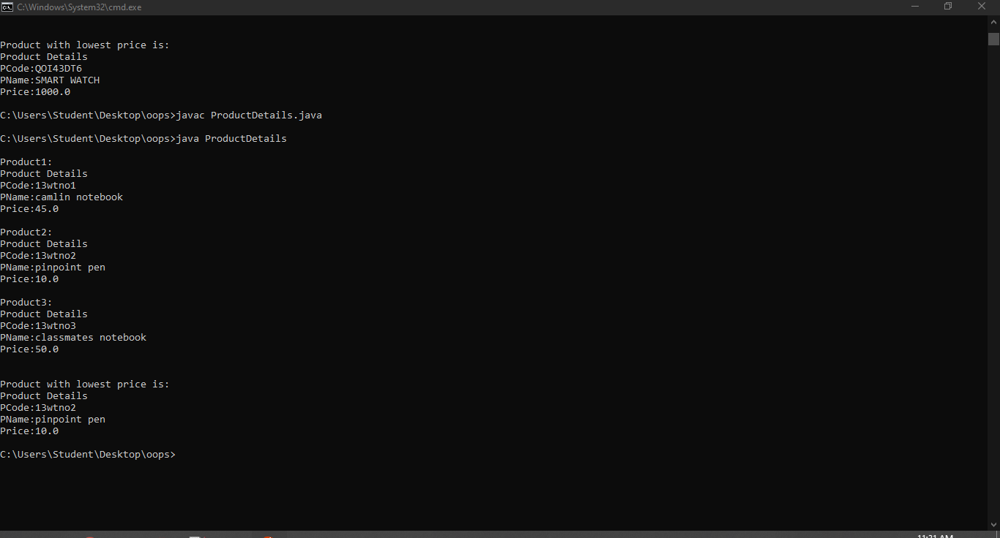 C:\Windows\System32\cmd.exe
Product with lowest price is:
Product Details
PCode:QOI43DT6
PName:SMART WATCH
Price:1000.0
C:\Users\Student\Desktop\oops>javac ProductDetails.java
C:\Users\Student\Desktop\oops>java ProductDetails
Product1:
Product Details
PCode:13wtno1
PName:camlin notebook
Price:45.0
Product2:
Product Details
PCode:13wtno2
PName:pinpoint pen
Price:10.0
Product3:
Product Details
PCode:13wtno3
PName:classmates notebook
Price:50.0
Product with lowest price is:
Product Details
PCode:13wtno2
PName:pinpoint pen
Price:10.0
C:\Users\Student\Desktop\oops>